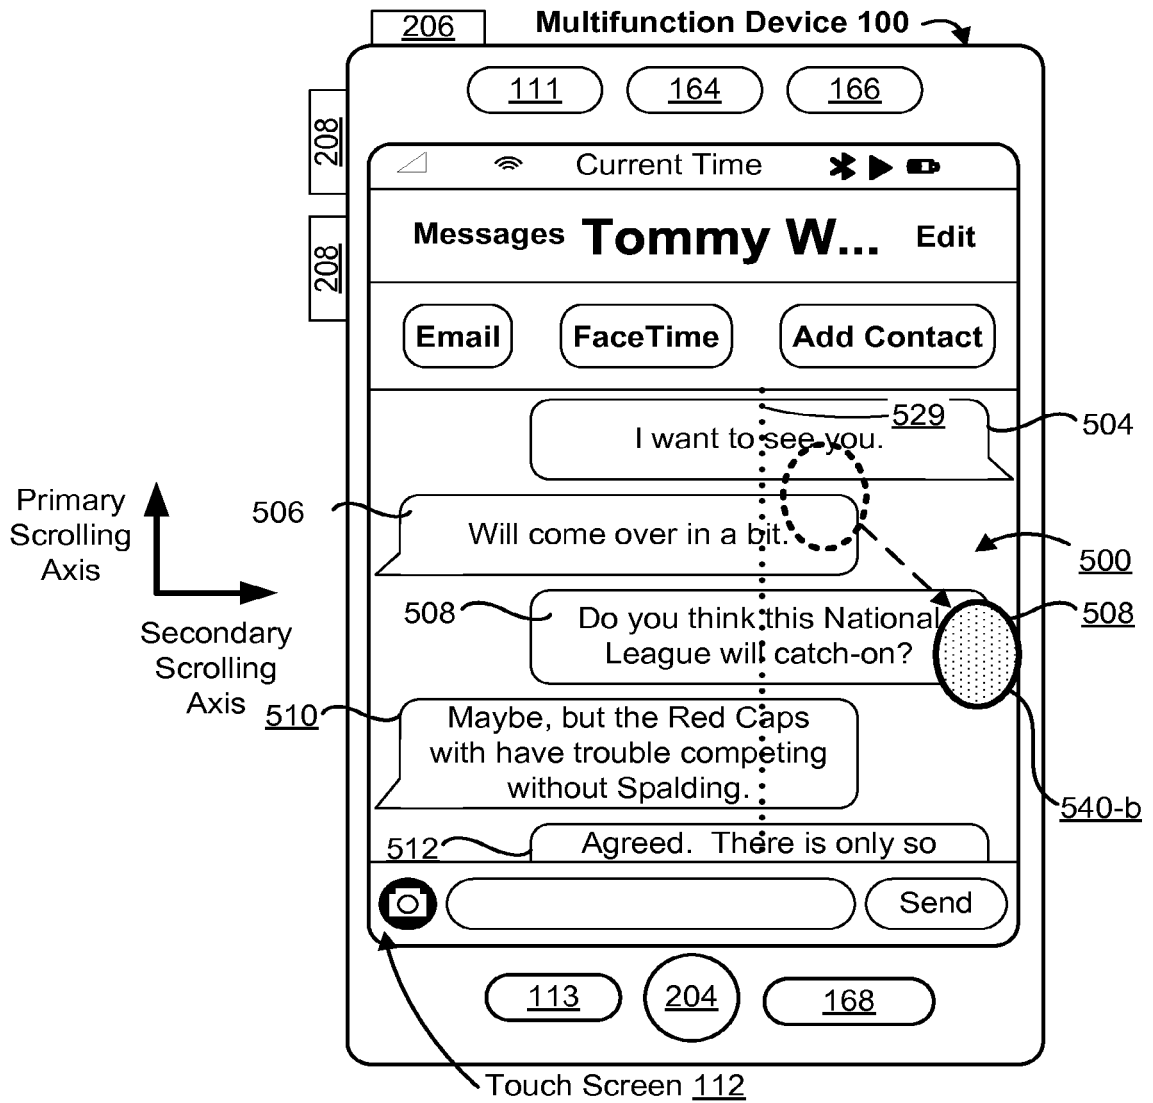 206
Multifunction Device 100
111
164
166
208
208
Current Time
Messages
Tommy W...
Edit
Email
FaceTime
Add Contact
529
504
I want to see you.
506
Will come over in a bit.
Primary
Scrolling
Axis
500
508
Do you think this National
League will catch-on?
508
Secondary
Scrolling
Axis
510
Maybe, but the Red Caps
with have trouble competing
without Spalding.
540-b
512
Agreed. There is only so
Send
113
204
168
Touch Screen 112